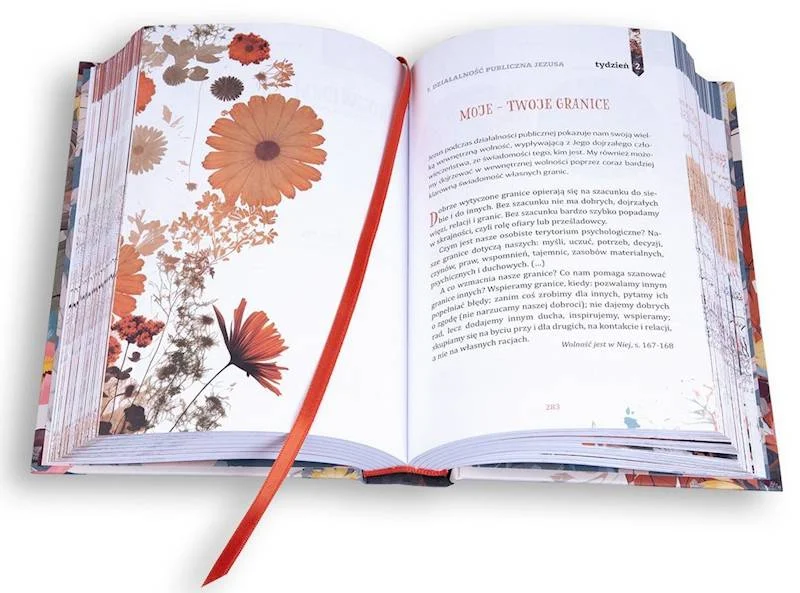 1. DZIAŁALNOŚĆ PUBLICZNA JEZUSA
tydzień 2
MOJE – TWOJE GRANICE
Jezus podczas działalności publicznej pokazuje nam swoją wiel-
ką wewnętrzną wolność, wypływającą z Jego dojrzałego czło-
wieczeństwa, ze świadomości tego, kim jest. My również może-
my dojrzewać w wewnętrznej wolności poprzez coraz bardziej
klarowną świadomość własnych granic.
Dobrze wytyczone granice opierają się na szacunku do sie-
bie i do innych. Bez szacunku nie ma dobrych, dojrzałych
więzi, relacji i granic. Bez szacunku bardzo szybko popadamy
w skrajności, czyli rolę ofiary lub prześladowcy.
Czym jest nasze osobiste terytorium psychologiczne? Na-
sze granice dotyczą naszych: myśli, uczuć, potrzeb, decyzji,
czynów, praw, wspomnień, tajemnic, zasobów materialnych,
psychicznych i duchowych. (...)
A co wzmacnia nasze granice? Co nam pomaga szanować
granice innych? Wspieramy granice, kiedy: pozwalamy innym
popełniać błędy; zanim coś zrobimy dla innych, pytamy ich
o zgodę (nie narzucamy naszej dobroci); nie dajemy dobrych
rad, lecz dodajemy innym ducha, inspirujemy, wspieramy;
skupiamy się na byciu przy i dla drugich, na kontakcie i relacji,
a nie na własnych racjach.
Wolność jest w Niej, s. 167-168
283